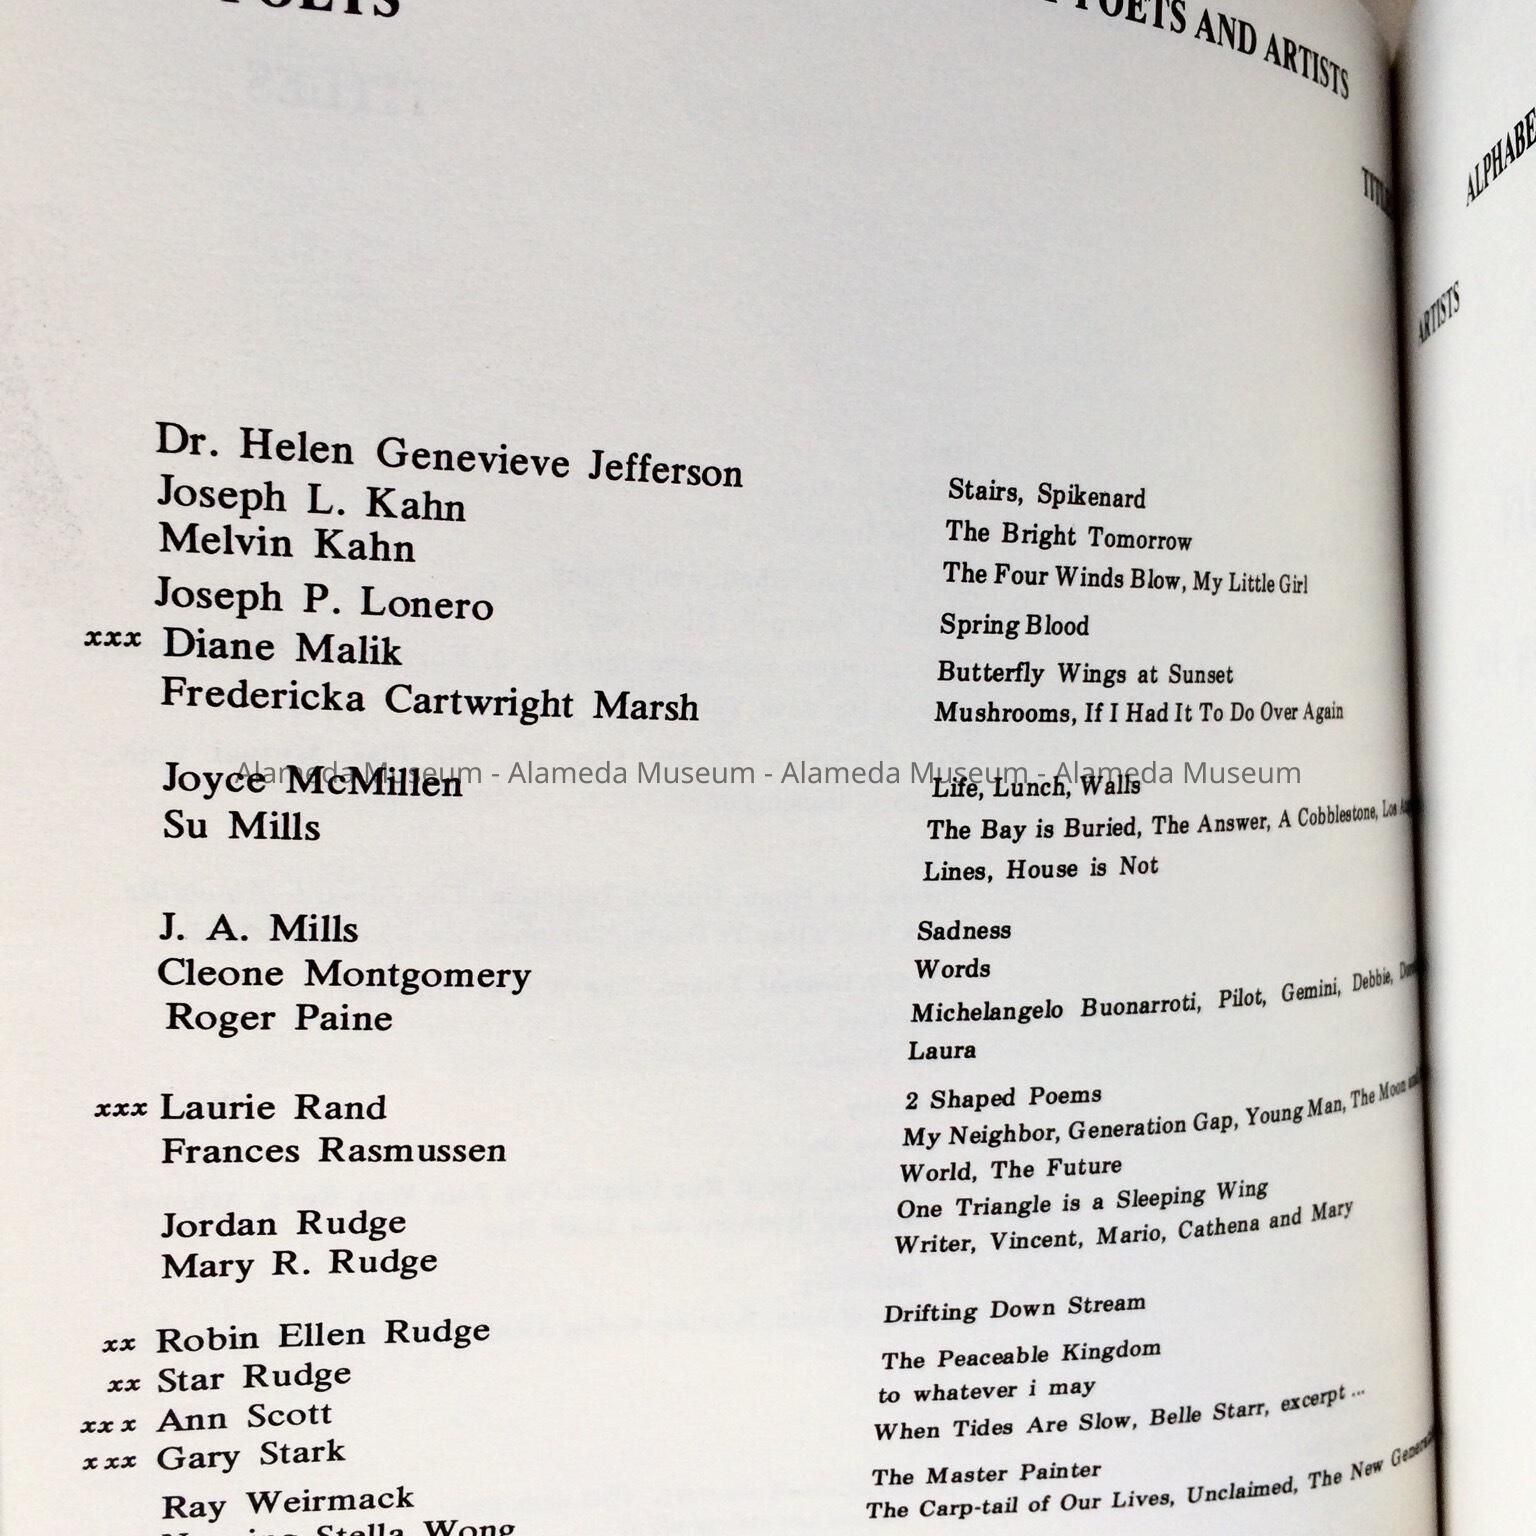 POETS
POETS AND ARTISTS
ALPHABE
ARTISTS
Dr. Helen Genevieve Jefferson Stairs, Spikenard
Joseph L. Kahn The Bright Tomorrow
Melvin Kahn The Four Winds Blow, My Little Girl
Joseph P. Lonero Spring Blood
xxx Diane Malik Butterfly Wings at Sunset
Fredericka Cartwright Marsh Mushrooms, If I Had It To Do Over Again
Alameda Museum - Alameda Museum - Alameda Museum - Alameda Museum
Joyce McMillen Life, Lunch, Walls
Su Mills The Bay is Buried, The Answer, A Cobblestone, Los
Lines, House is Not
J. A. Mills Sadness
Cleone Montgomery Words
Roger Paine Michelangelo Buonarroti, Pilot, Gemini, Debbie,
Laura
xxx Laurie Rand 2 Shaped Poems
Frances Rasmussen My Neighbor, Generation Gap, Young Man, The Moon and
World, The Future
Jordan Rudge One Triangle is a Sleeping Wing
Mary R. Rudge Writer, Vincent, Mario, Cathena and Mary
xx Robin Ellen Rudge Drifting Down Stream
xx Star Rudge The Peaceable Kingdom
xx x Ann Scott to whatever i may
x xx Gary Stark When Tides Are Slow, Belle Starr, excerpt ...
Ray Weirmack The Master Painter
Stella Wong The Carp-tail of Our Lives, Unclaimed, The New